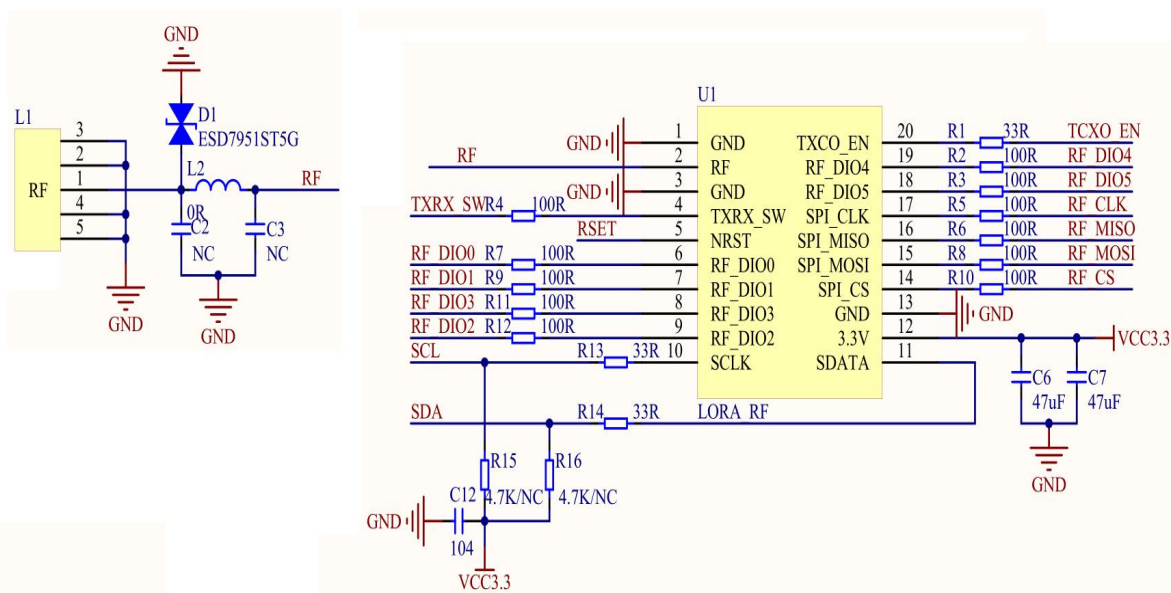 GND
D1
ESD7951ST5G
L1
3
2
1
4
5
RF
L2
0R
C2
NC
C3
NC
RF
GND
GND
U1
GND
RF
GND
TXRX_SW R4 100R
RSET
RF_DIO0 R7 100R
RF_DIO1 R9 100R
RF_DIO3 R11 100R
RF_DIO2 R12 100R
SCL R13 33R
SDA R14 33R LORA_RF
1 GND
2 RF
3 GND
4 TXRX_SW
5 NRST
6 RF_DIO0
7 RF_DIO1
8 RF_DIO3
9 RF_DIO2
10 SCLK
TXCO_EN 20 R1 33R TCXO_EN
RF_DIO4 19 R2 100R RF_DIO4
RF_DIO5 18 R3 100R RF_DIO5
SPI_CLK 17 R5 100R RF_CLK
SPI_MISO 16 R6 100R RF_MISO
SPI_MOSI 15 R8 100R RF_MOSI
SPI_CS 14 R10 100R RF_CS
GND 13 GND
3.3V 12 VCC3.3
SDATA 11
C6
47uF
C7
47uF
GND
R15
4.7K/NC
R16
4.7K/NC
GND
C12
104
VCC3.3